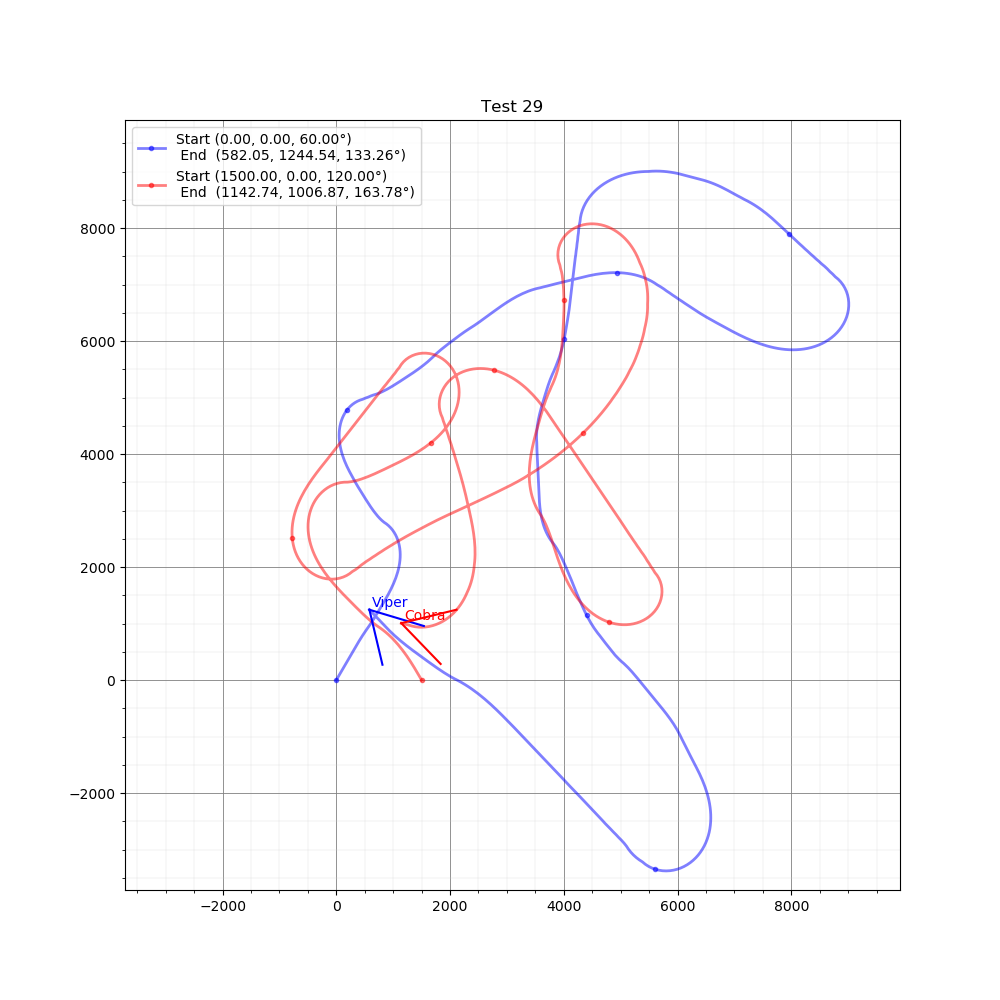 Test 29
Start (0.00, 0.00, 60.00°)
End (582.05, 1244.54, 133.26°)
Start (1500.00, 0.00, 120.00°)
End (1142.74, 1006.87, 163.78°)
8000
6000
4000
2000
0
−2000
Viper
Cobra
−2000 0 2000 4000 6000 8000